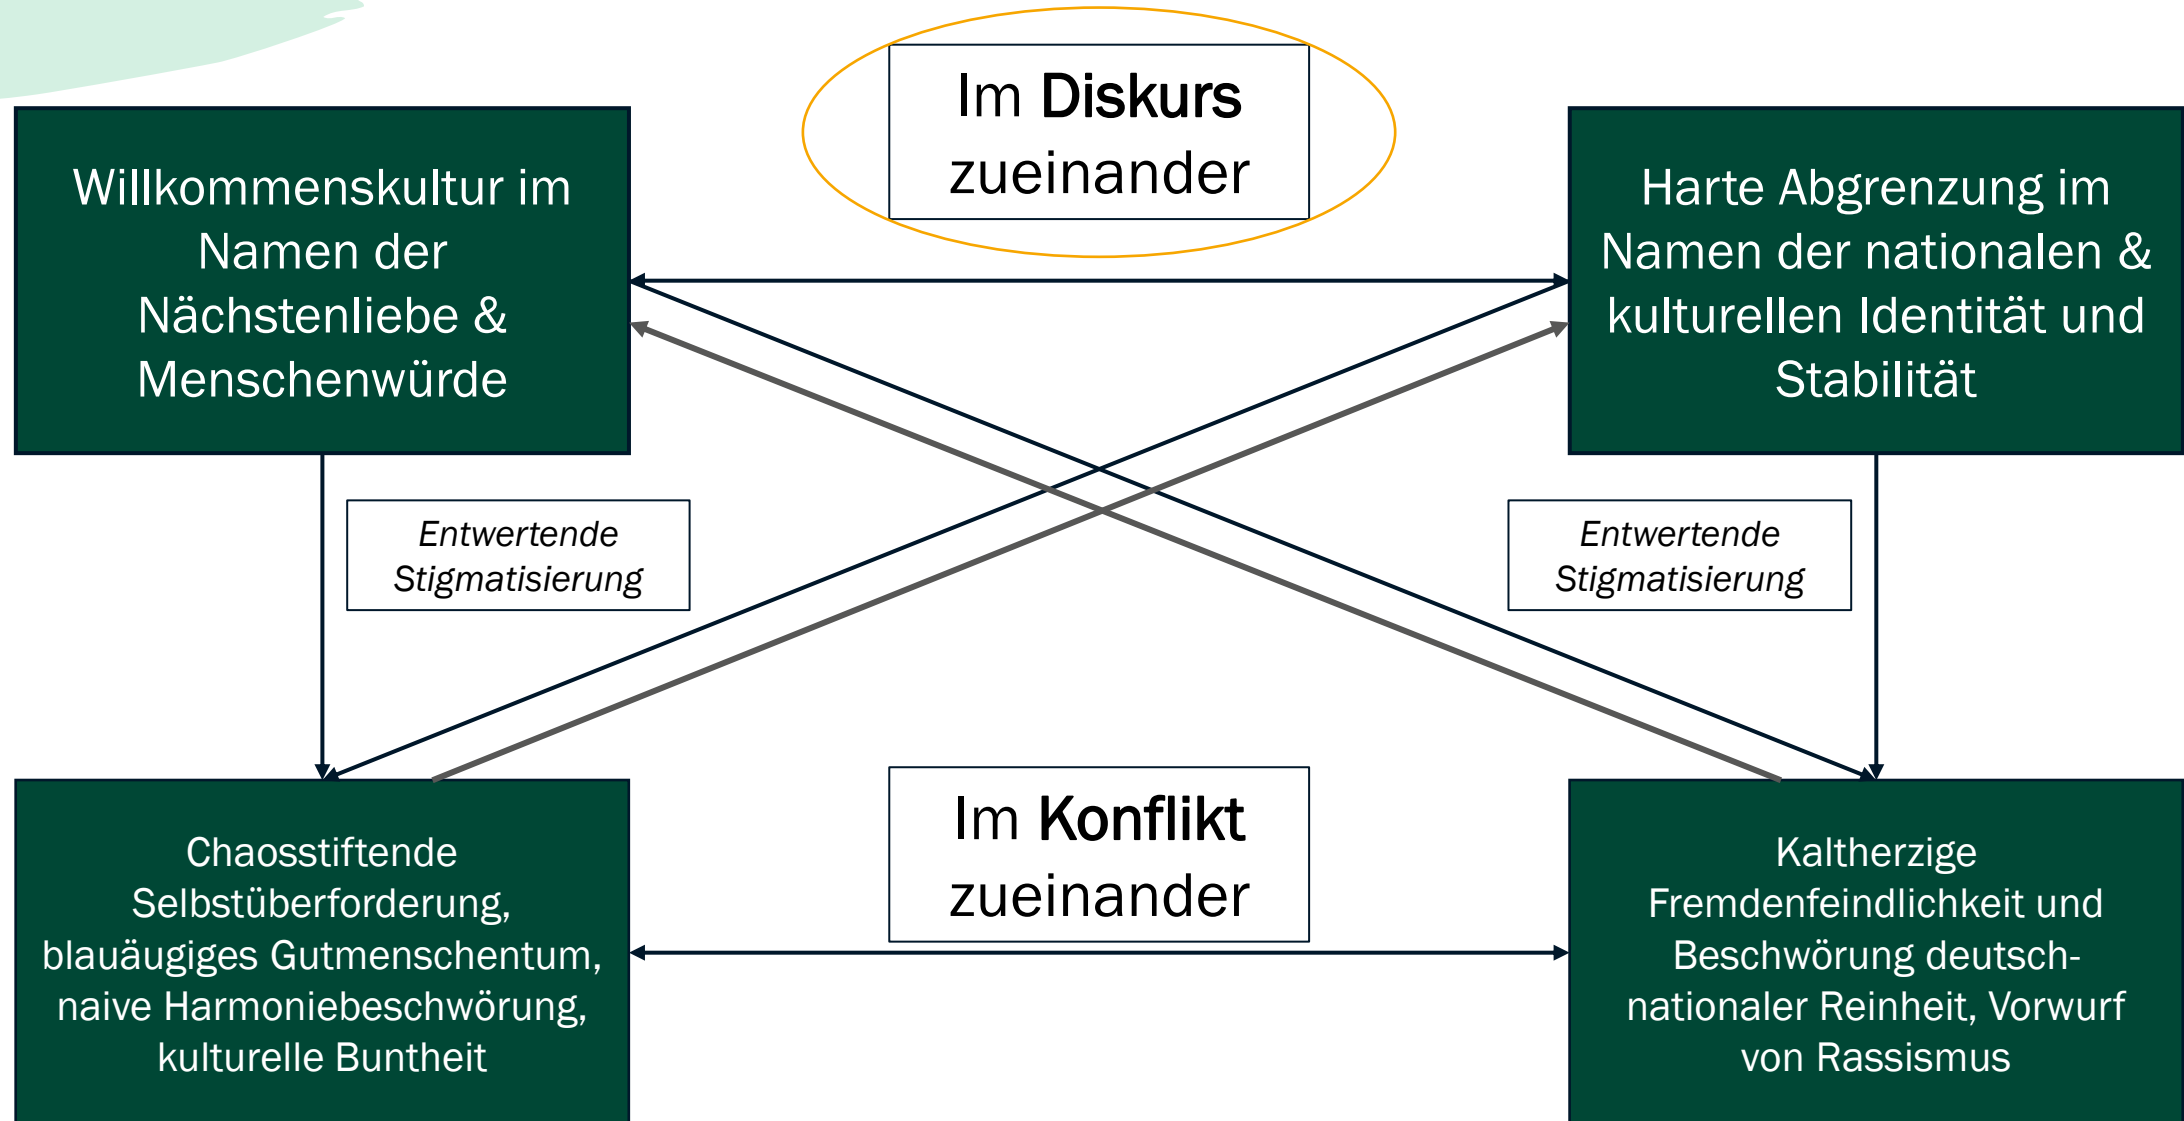 Im Diskurs
zueinander
Willkommenskultur im
Namen der
Nächstenliebe &
Menschenwürde
Harte Abgrenzung im
Namen der nationalen &
kulturellen Identität und
Stabilität
Entwertende
Stigmatisierung
Entwertende
Stigmatisierung
Im Konflikt
zueinander
Chaosstiftende
Selbstüberforderung,
blauäugiges Gutmenschentum,
naive Harmoniebeschwörung,
kulturelle Buntheit
Kaltherzige
Fremdenfeindlichkeit und
Beschwörung deutsch-
nationaler Reinheit, Vorwurf
von Rassismus